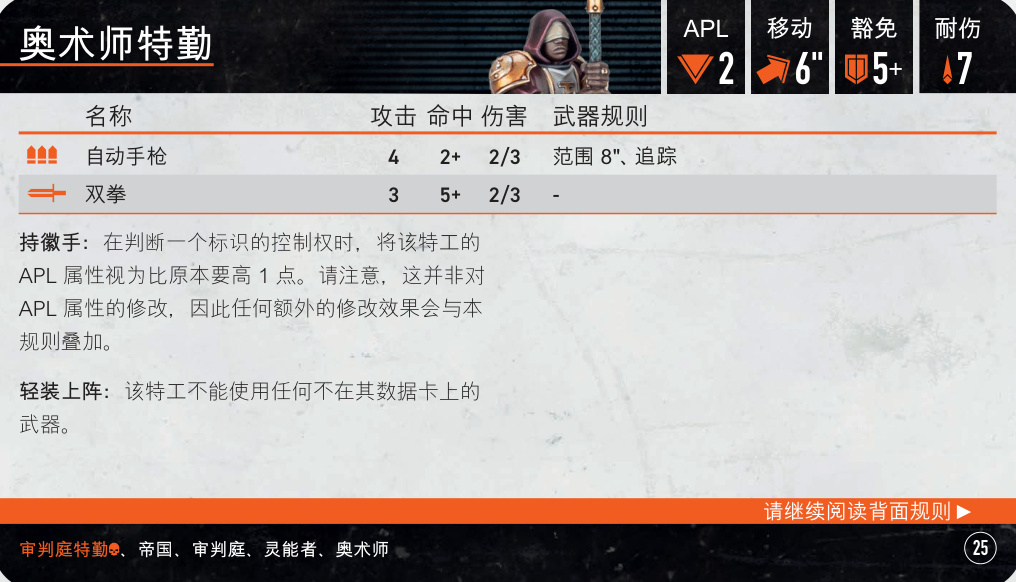 奥术师特勤
APL 移动 豁免 耐伤
2 6" 5+ 7
名称 攻击 命中 伤害 武器规则
自动手枪 4 2+ 2/3 范围 8"、追踪
双拳 3 5+ 2/3 -
持徽手：在判断一个标识的控制权时，将该特工的
APL 属性视为比原本要高 1 点。请注意，这并非对
APL 属性的修改，因此任何额外的修改效果会与本
规则叠加。
轻装上阵：该特工不能使用任何不在其数据卡上的
武器。
请继续阅读背面规则▶
审判庭特勤💀、帝国、审判庭、灵能者、奥术师
25